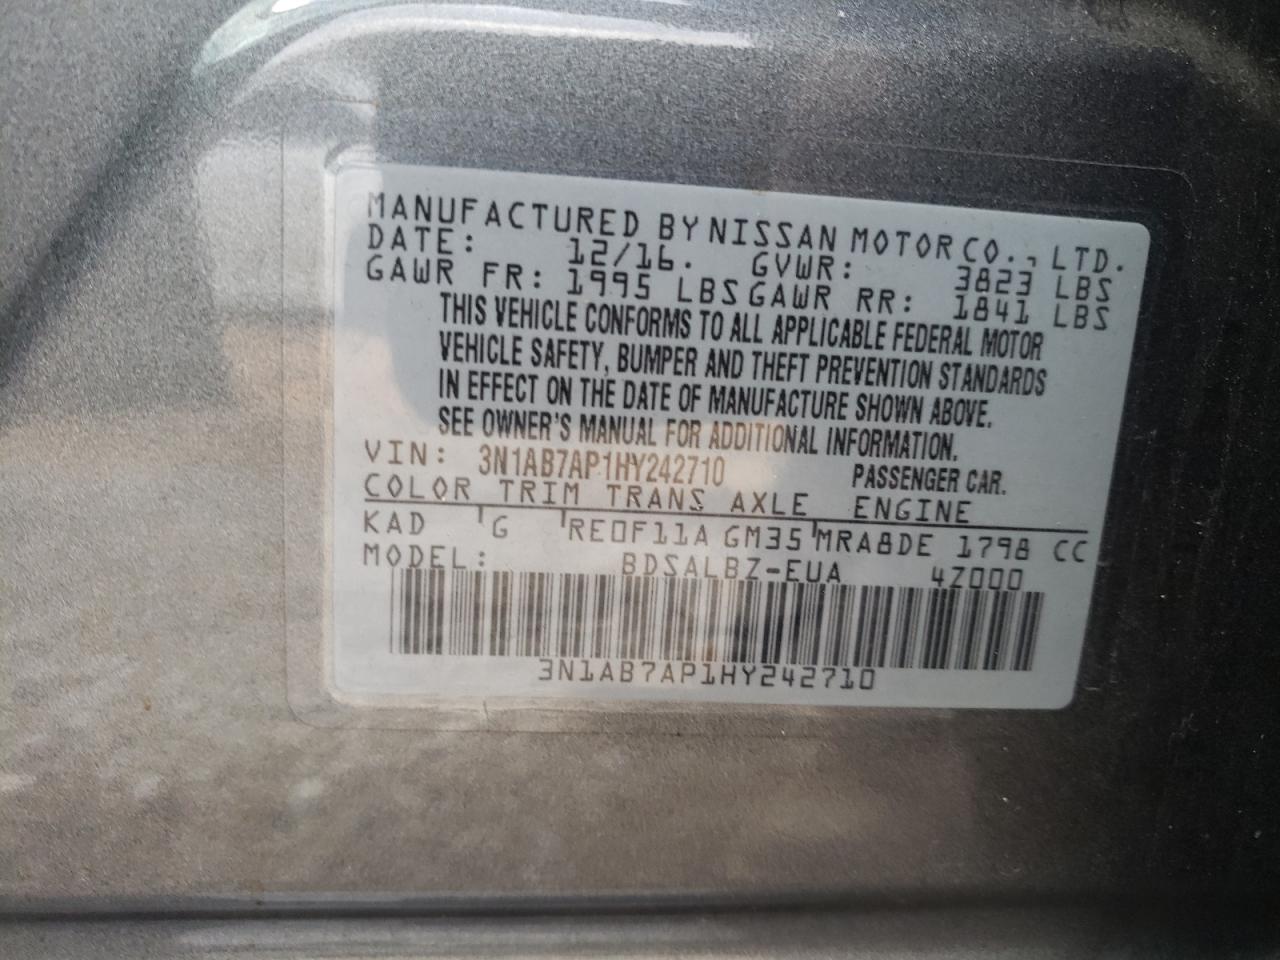 MANUFACTURED BY NISSAN MOTOR CO., LTD.
DATE: 12/16. GVWR: 3823 LBS
GAWR FR: 1995 LBS GAWR RR: 1841 LBS
THIS VEHICLE CONFORMS TO ALL APPLICABLE FEDERAL MOTOR
VEHICLE SAFETY, BUMPER AND THEFT PREVENTION STANDARDS
IN EFFECT ON THE DATE OF MANUFACTURE SHOWN ABOVE.
SEE OWNER'S MANUAL FOR ADDITIONAL INFORMATION.
VIN: 3N1AB7AP1HY242710 PASSENGER CAR.
COLOR TRIM TRANS AXLE ENGINE
KAD G RE0F11A GM35 MRA8DE 1798 CC
MODEL: BDSALBZ-EUA 4Z000
3N1AB7AP1HY242710